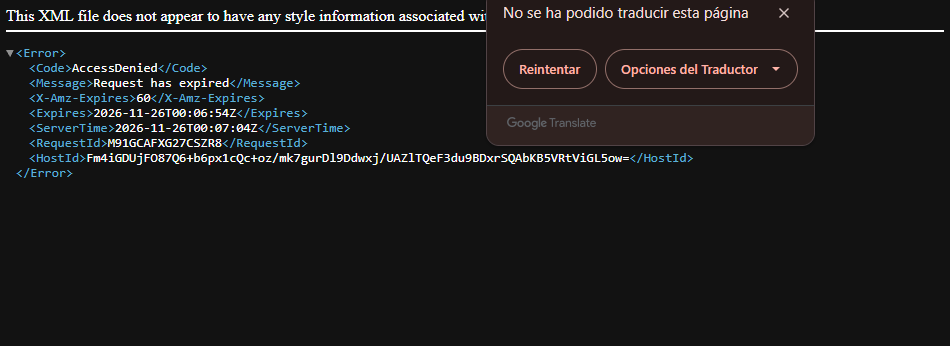 This XML file does not appear to have any style information associated
No se ha podido traducir esta página
Reintentar
Opciones del Traductor
Google Translate
<Error>
<Code>AccessDenied</Code>
<Message>Request has expired</Message>
<X-Amz-Expires>60</X-Amz-Expires>
<Expires>2026-11-26T00:06:54Z</Expires>
<ServerTime>2026-11-26T00:07:04Z</ServerTime>
<RequestId>M91GCAFXG27CSZR8</RequestId>
<HostId>Fm4iGDUjFO87Q6+b6px1cQc+oz/mk7gurDl9Ddwxj/UAZlTQeF3du9BDxrSQAbKB5VRtViGL5ow=</HostId>
</Error>